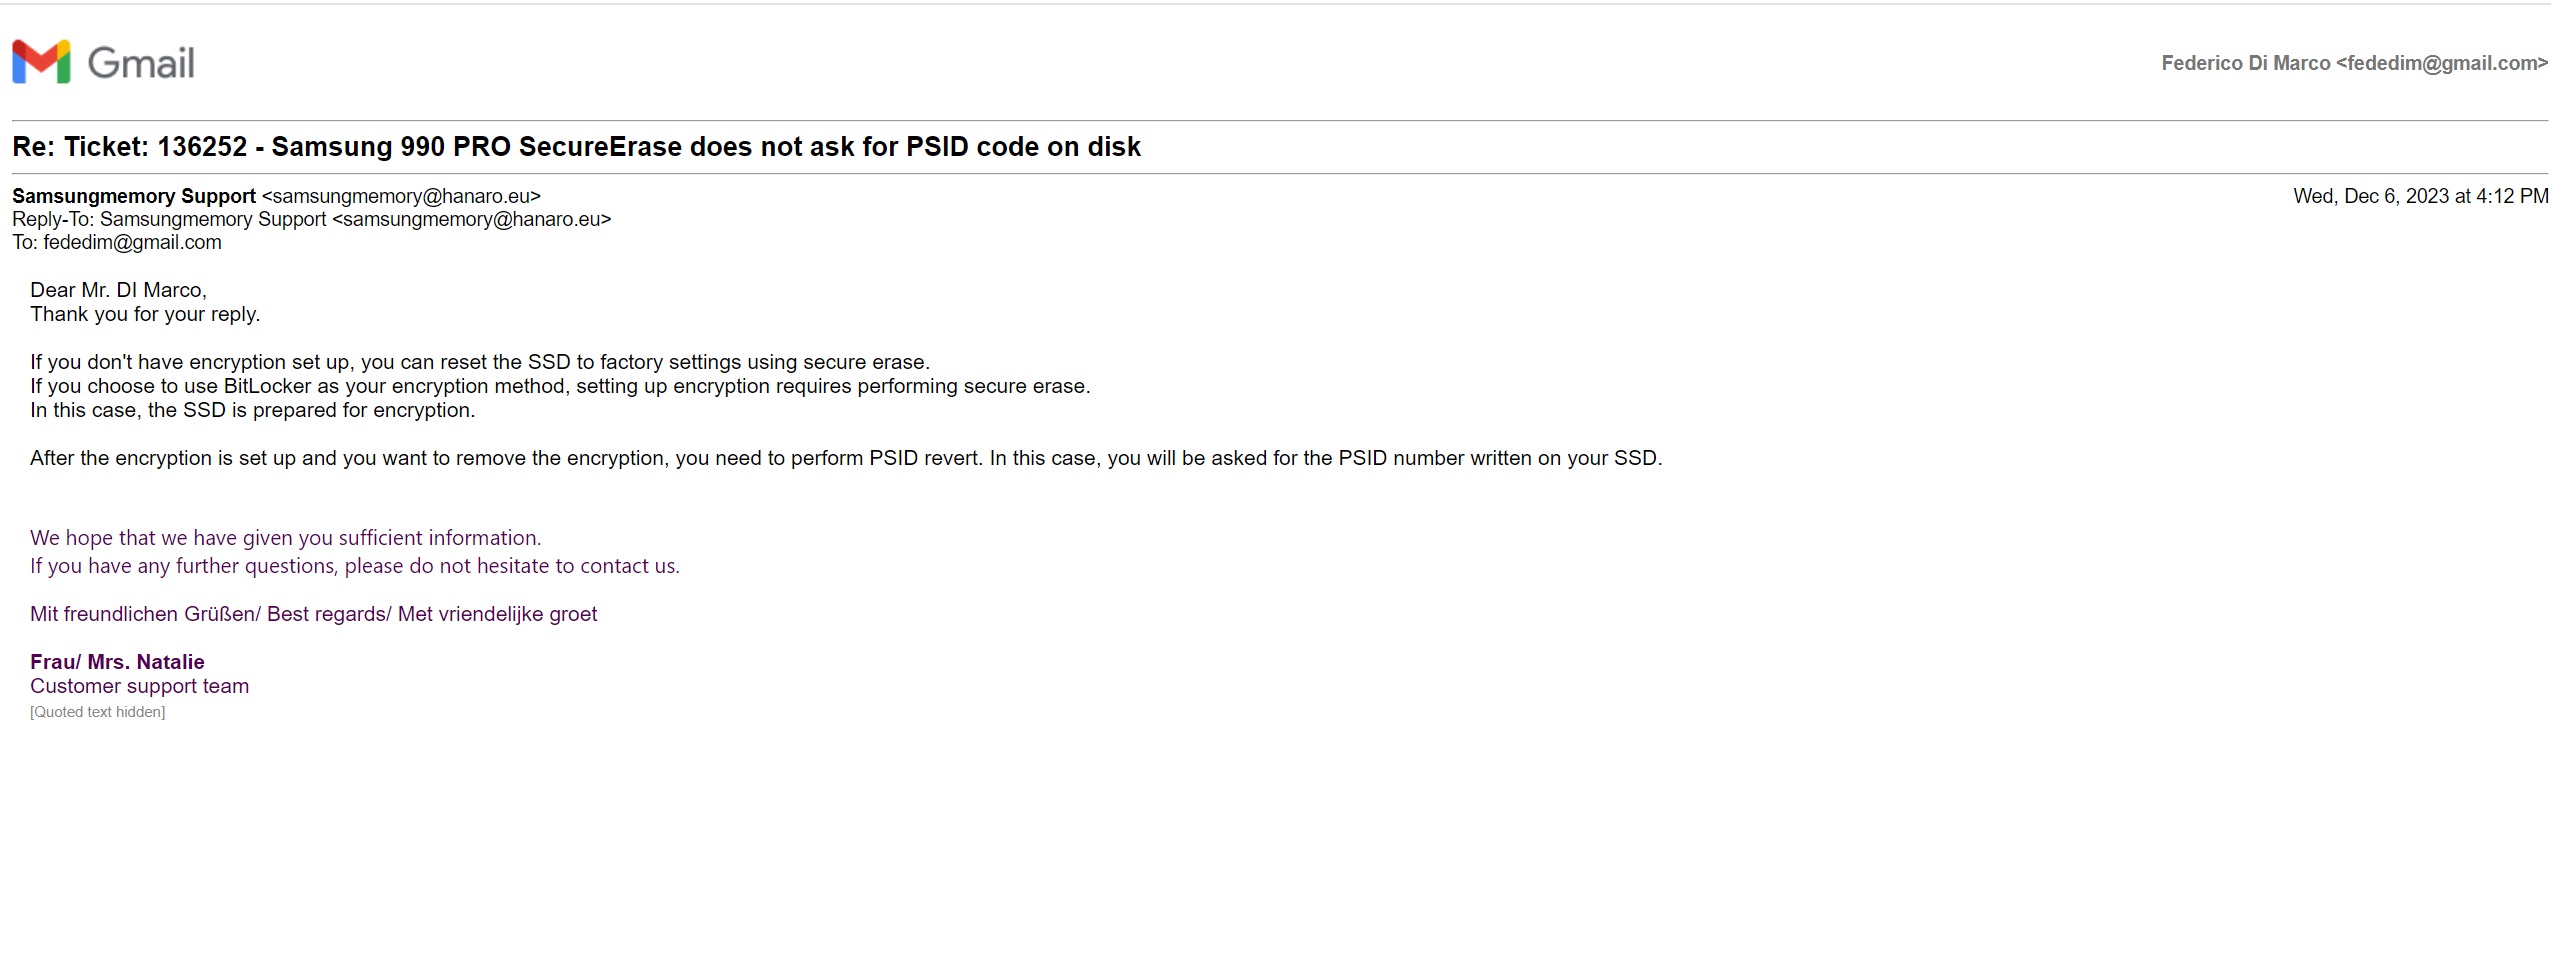 Gmail
Federico Di Marco <fededim@gmail.com>
Re: Ticket: 136252 - Samsung 990 PRO SecureErase does not ask for PSID code on disk
Samsungmemory Support <samsungmemory@hanaro.eu>
Wed, Dec 6, 2023 at 4:12 PM
Reply-To: Samsungmemory Support <samsungmemory@hanaro.eu>
To: fededim@gmail.com
Dear Mr. DI Marco,
Thank you for your reply.
If you don't have encryption set up, you can reset the SSD to factory settings using secure erase.
If you choose to use BitLocker as your encryption method, setting up encryption requires performing secure erase.
In this case, the SSD is prepared for encryption.
After the encryption is set up and you want to remove the encryption, you need to perform PSID revert. In this case, you will be asked for the PSID number written on your SSD.
We hope that we have given you sufficient information.
If you have any further questions, please do not hesitate to contact us.
Mit freundlichen Grüßen/ Best regards/ Met vriendelijke groet
Frau/ Mrs. Natalie
Customer support team
[Quoted text hidden]